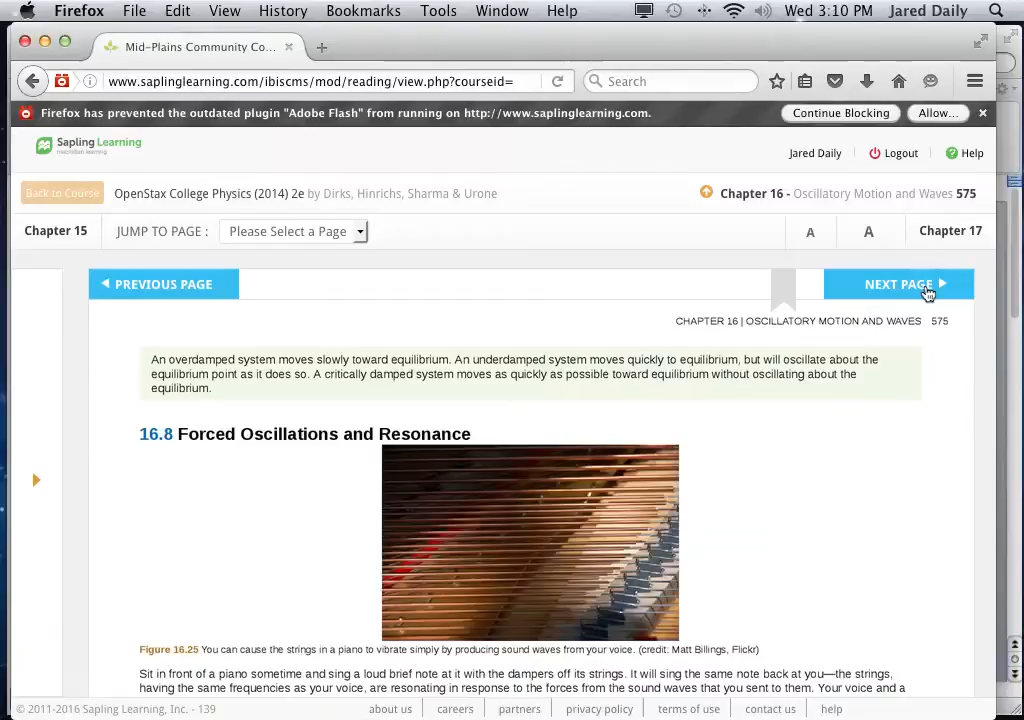 Firefox File Edit View History Bookmarks Tools Window Help Wed 3:10 PM Jared Daily
Mid-Plains Community Co...
www.saplinglearning.com/ibiscms/mod/reading/view.php?courseid= Search
Firefox has prevented the outdated plugin "Adobe Flash" from running on http://www.saplinglearning.com. Continue Blocking Allow...
Sapling Learning
Jared Daily Logout Help
Back to Course OpenStax College Physics (2014) 2e by Dirks, Hinrichs, Sharma & Urone Chapter 16 - Oscillatory Motion and Waves 575
Chapter 15 JUMP TO PAGE : Please Select a Page A A Chapter 17
PREVIOUS PAGE NEXT PAGE
CHAPTER 16 | OSCILLATORY MOTION AND WAVES 575
An overdamped system moves slowly toward equilibrium. An underdamped system moves quickly to equilibrium, but will oscillate about the
equilibrium point as it does so. A critically damped system moves as quickly as possible toward equilibrium without oscillating about the
equilibrium.
16.8 Forced Oscillations and Resonance
Figure 16.25 You can cause the strings in a piano to vibrate simply by producing sound waves from your voice. (credit: Matt Billings, Flickr)
Sit in front of a piano sometime and sing a loud brief note at it with the dampers off its strings. It will sing the same note back at you—the strings,
having the same frequencies as your voice, are resonating in response to the forces from the sound waves that you sent to them. Your voice and a
© 2011-2016 Sapling Learning, Inc. - 139 about us careers partners privacy policy terms of use contact us help